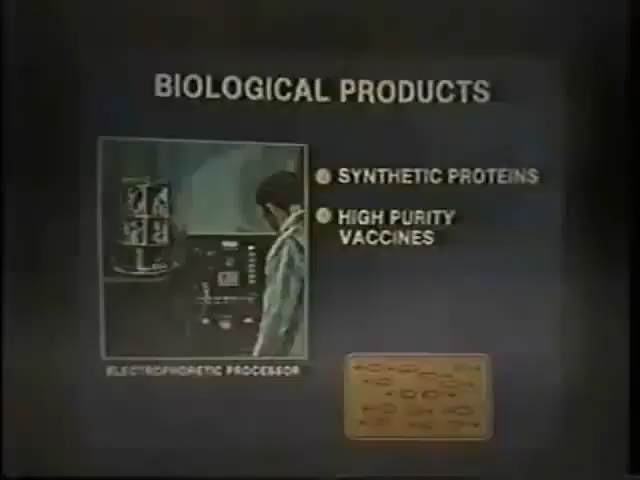 BIOLOGICAL PRODUCTS
SYNTHETIC PROTEINS
HIGH PURITY
VACCINES
ELECTROPHORETIC PROCESSOR